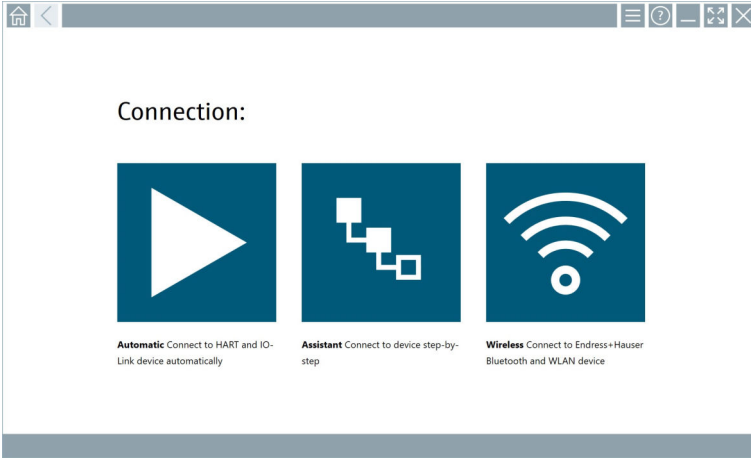 Connection:
Automatic Connect to HART and IO-
Link device automatically
Assistant Connect to device step-by-
step
Wireless Connect to Endress+Hauser
Bluetooth and WLAN device